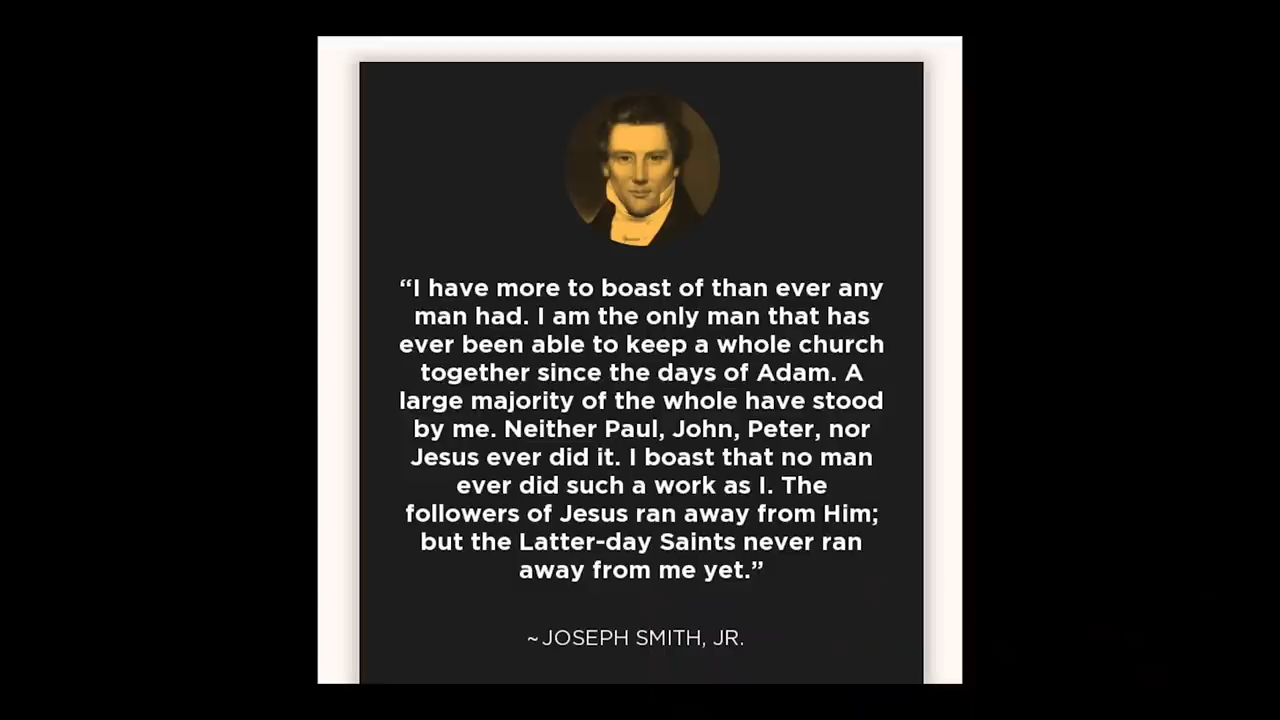 “I have more to boast of than ever any
man had. I am the only man that has
ever been able to keep a whole church
together since the days of Adam. A
large majority of the whole have stood
by me. Neither Paul, John, Peter, nor
Jesus ever did it. I boast that no man
ever did such a work as I. The
followers of Jesus ran away from Him;
but the Latter-day Saints never ran
away from me yet.”
~JOSEPH SMITH, JR.